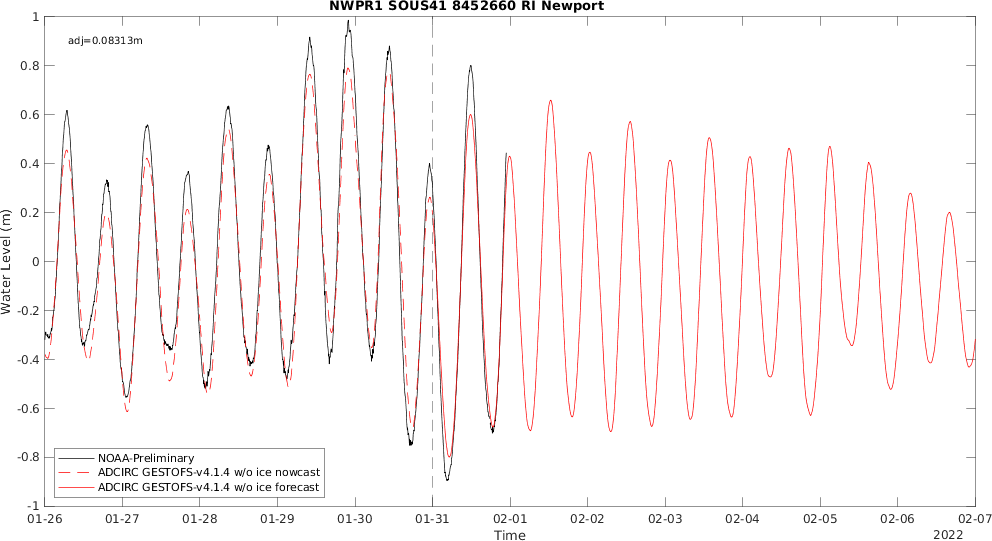 NWPR1 SOUS41 8452660 RI Newport
adj=0.08313m
1
0.8
0.6
0.4
0.2
0
-0.2
-0.4
-0.6
-0.8
-1
Water Level (m)
NOAA-Preliminary
ADCIRC GESTOFS-v4.1.4 w/o ice nowcast
ADCIRC GESTOFS-v4.1.4 w/o ice forecast
01-26 01-27 01-28 01-29 01-30 01-31 02-01 02-02 02-03 02-04 02-05 02-06 02-07
Time
2022